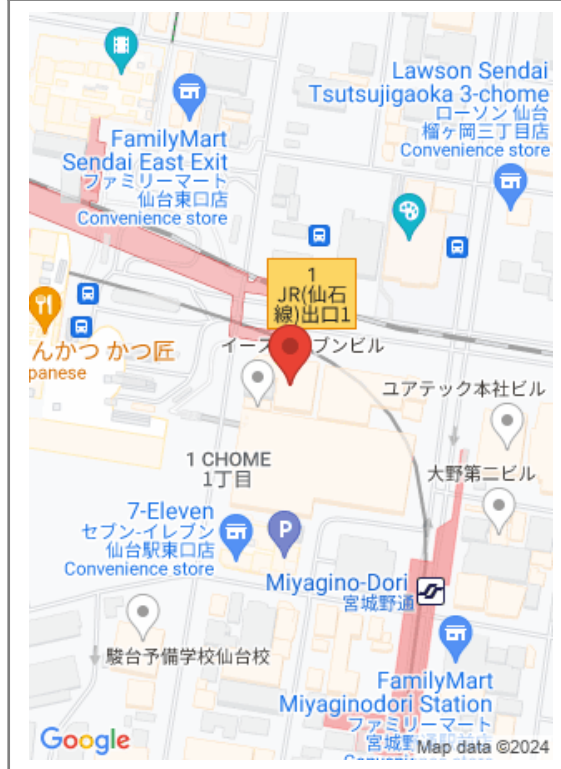 Lawson Sendai
Tsutsujigaoka 3-chome
ローソン 仙台
榴ヶ岡三丁目店
Convenience store
FamilyMart
Sendai East Exit
ファミリーマート
仙台東口店
Convenience store
1
JR(仙石
線)出口1
んかつ かつ匠
panese
ブンビル
ユアテック本社ビル
大野第二ビル
1 CHOME
1丁目
7-Eleven
セブン-イレブン
仙台駅東口店
Convenience store
P
Miyagino-Dori
宮城野通
駿台予備学校仙台校
FamilyMart
Miyaginodori Station
ファミリーマート
宮城野通
Google
Map data ©2024